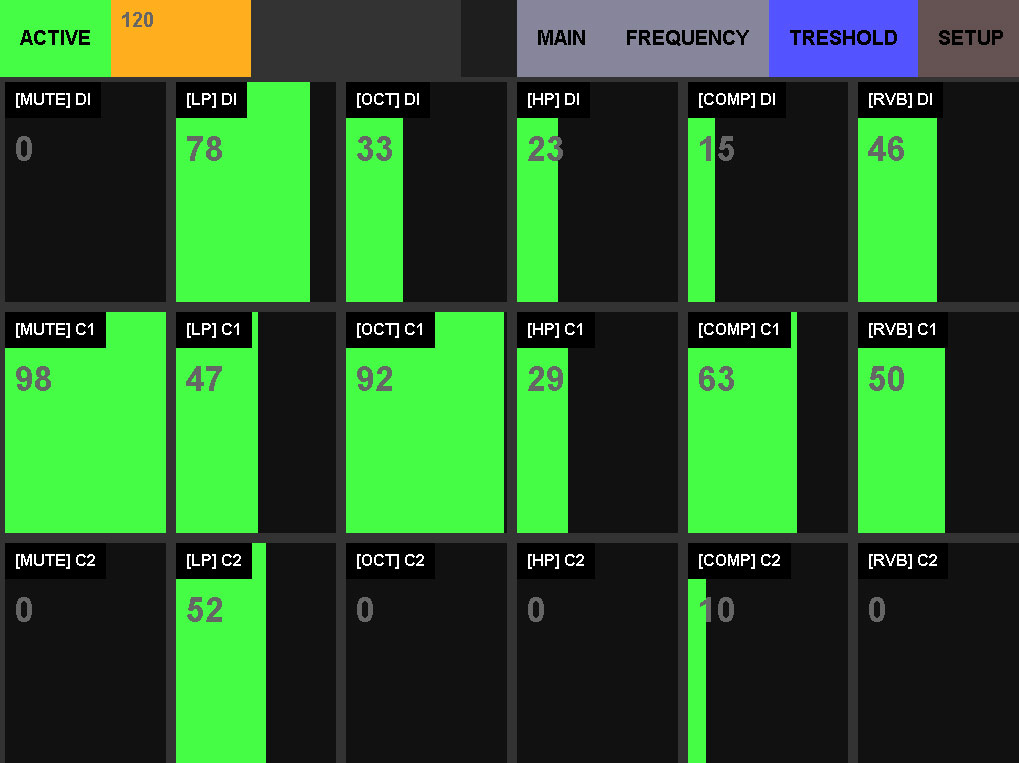 ACTIVE 120 MAIN FREQUENCY TRESHOLD SETUP
[MUTE] DI [LP] DI [OCT] DI [HP] DI [COMP] DI [RVB] DI
0 78 33 23 15 46
[MUTE] C1 [LP] C1 [OCT] C1 [HP] C1 [COMP] C1 [RVB] C1
98 47 92 29 63 50
[MUTE] C2 [LP] C2 [OCT] C2 [HP] C2 [COMP] C2 [RVB] C2
0 52 0 0 10 0